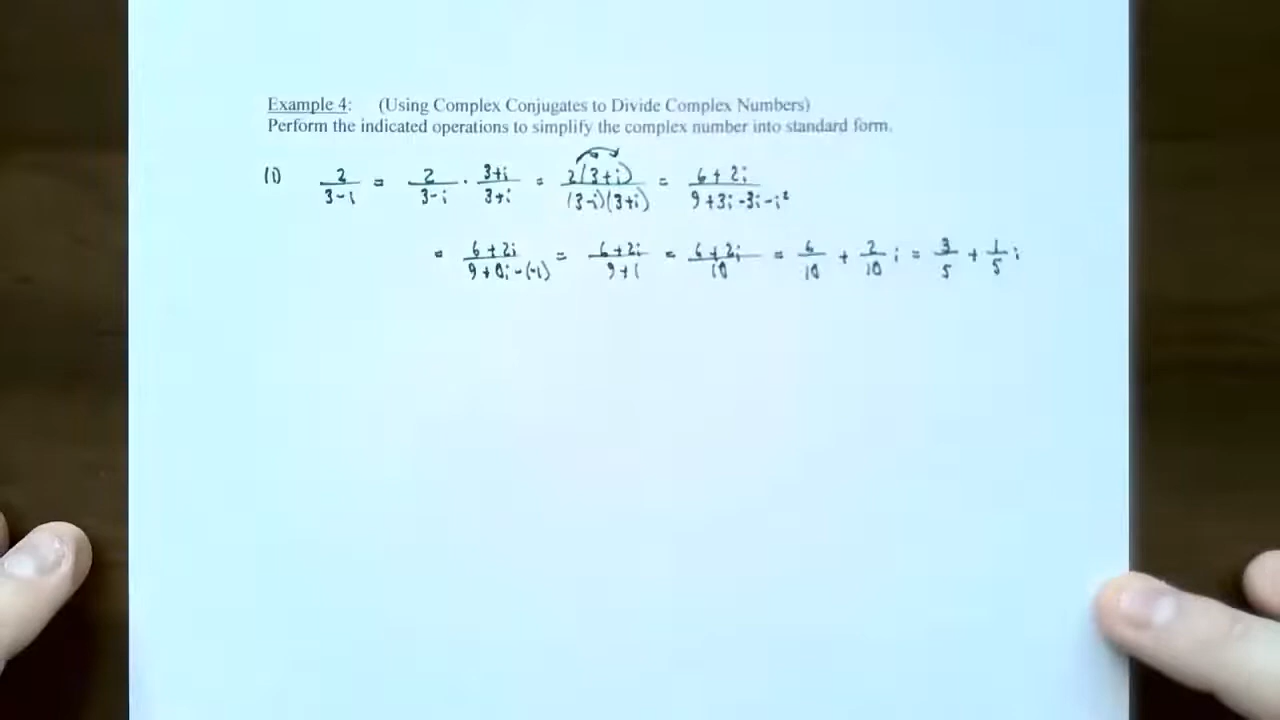 Example 4: (Using Complex Conjugates to Divide Complex Numbers)
Perform the indicated operations to simplify the complex number into standard form.
(1) 2/(3-i) = 2/(3-i) · (3+i)/(3+i) = 2(3+i)/((3-i)(3+i)) = (6+2i)/(9+3i-3i-i²)
= (6+2i)/(9+0i-(-1)) = (6+2i)/(9+1) = (6+2i)/10 = 6/10 + 2/10 i = 3/5 + 1/5 i